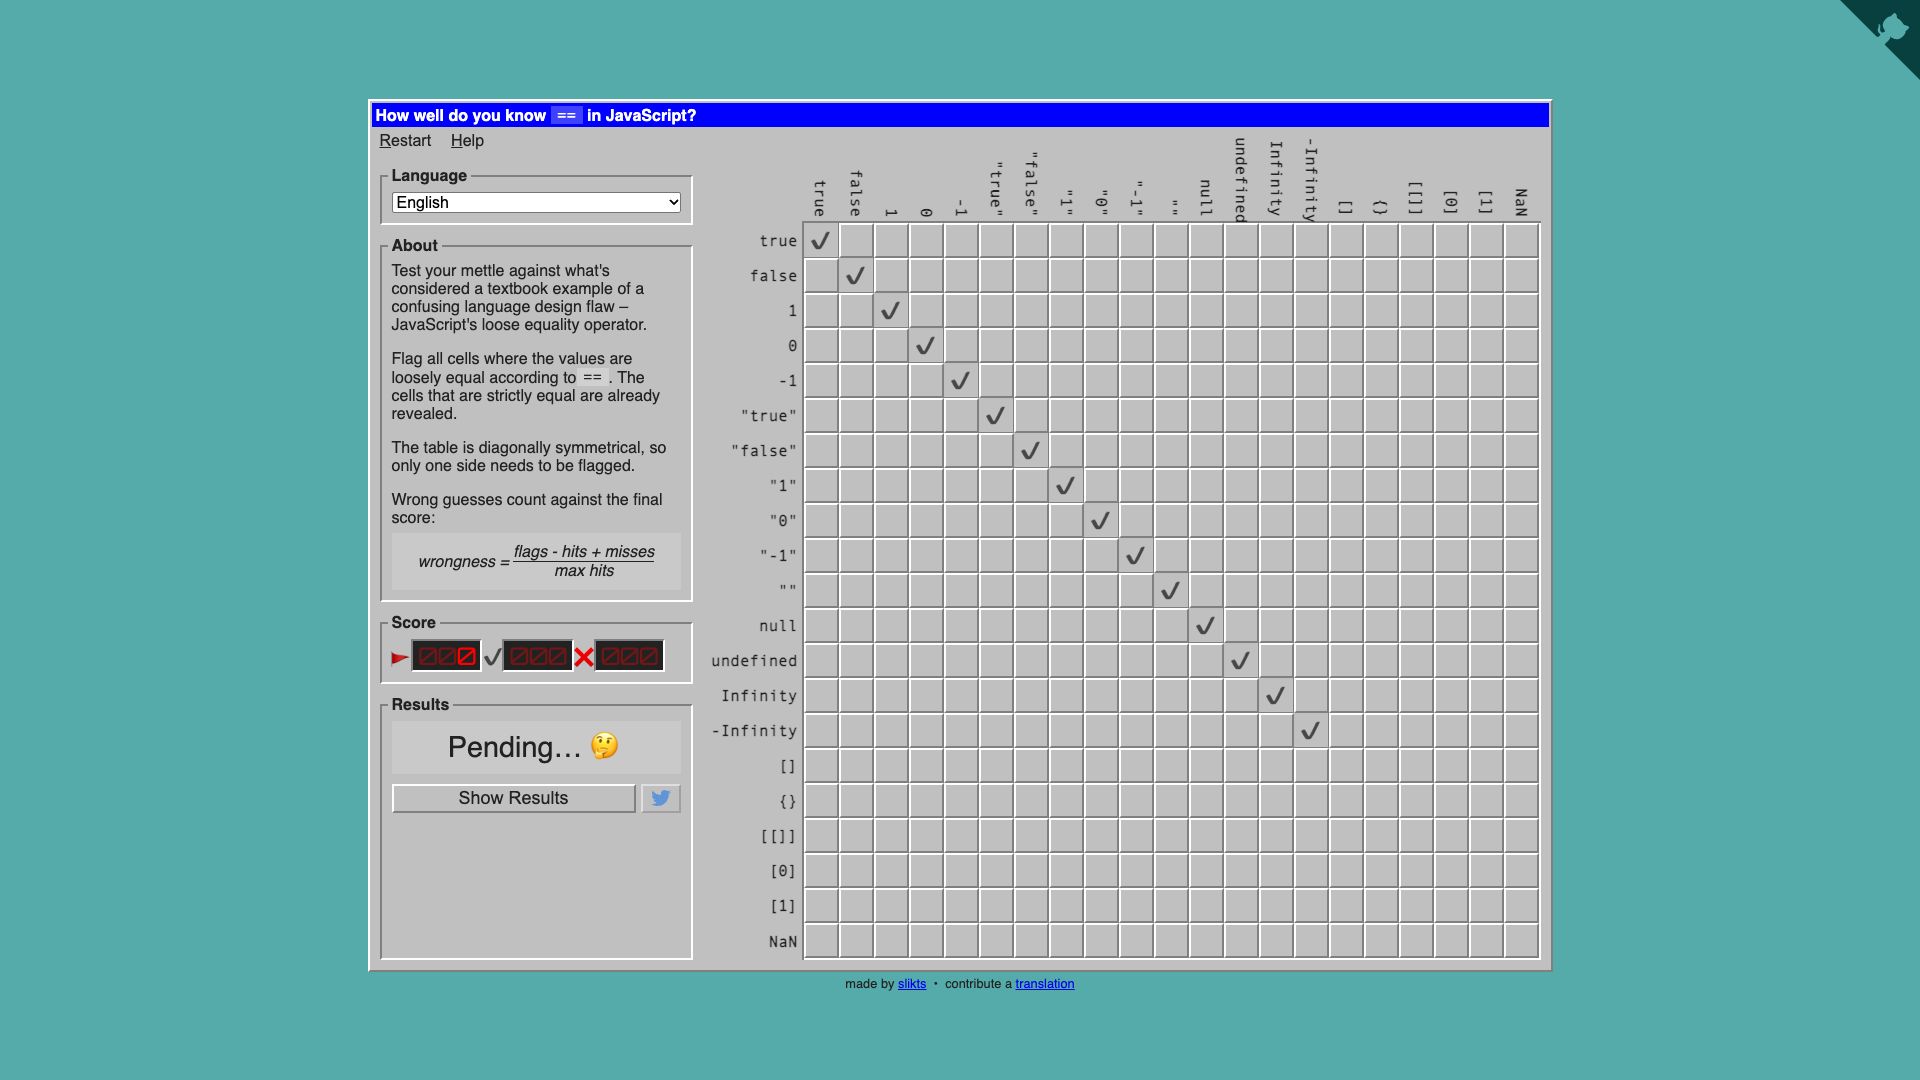 How well do you know == in JavaScript?
Restart Help
Language
English
About
Test your mettle against what's
considered a textbook example of a
confusing language design flaw –
JavaScript's loose equality operator.
Flag all cells where the values are
loosely equal according to == . The
cells that are strictly equal are already
revealed.
The table is diagonally symmetrical, so
only one side needs to be flagged.
Wrong guesses count against the final
score:
wrongness = flags - hits + misses
max hits
Score
000 000 000
Results
Pending... 🤔
Show Results
true false 1 0 -1 "true" "false" "1" "0" "-1" "" null undefined Infinity -Infinity [] {} [[]] [0] [1] NaN
true
false
1
0
-1
"true"
"false"
"1"
"0"
"-1"
""
null
undefined
Infinity
-Infinity
[]
{}
[[]]
[0]
[1]
NaN
made by slikts • contribute a translation